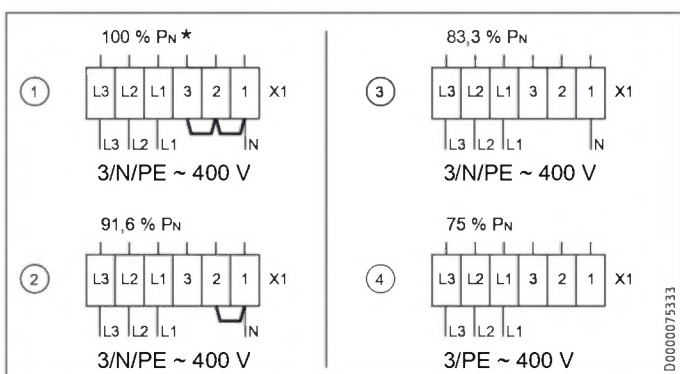 100 % PN *
1
L3 L2 L1 3 2 1 X1
L3 L2 L1 N
3/N/PE ~ 400 V
91,6 % PN
2
L3 L2 L1 3 2 1 X1
L3 L2 L1 N
3/N/PE ~ 400 V
83,3 % PN
3
L3 L2 L1 3 2 1 X1
L3 L2 L1 N
3/N/PE ~ 400 V
75 % PN
4
L3 L2 L1 3 2 1 X1
L3 L2 L1
3/PE ~ 400 V
D0000075333